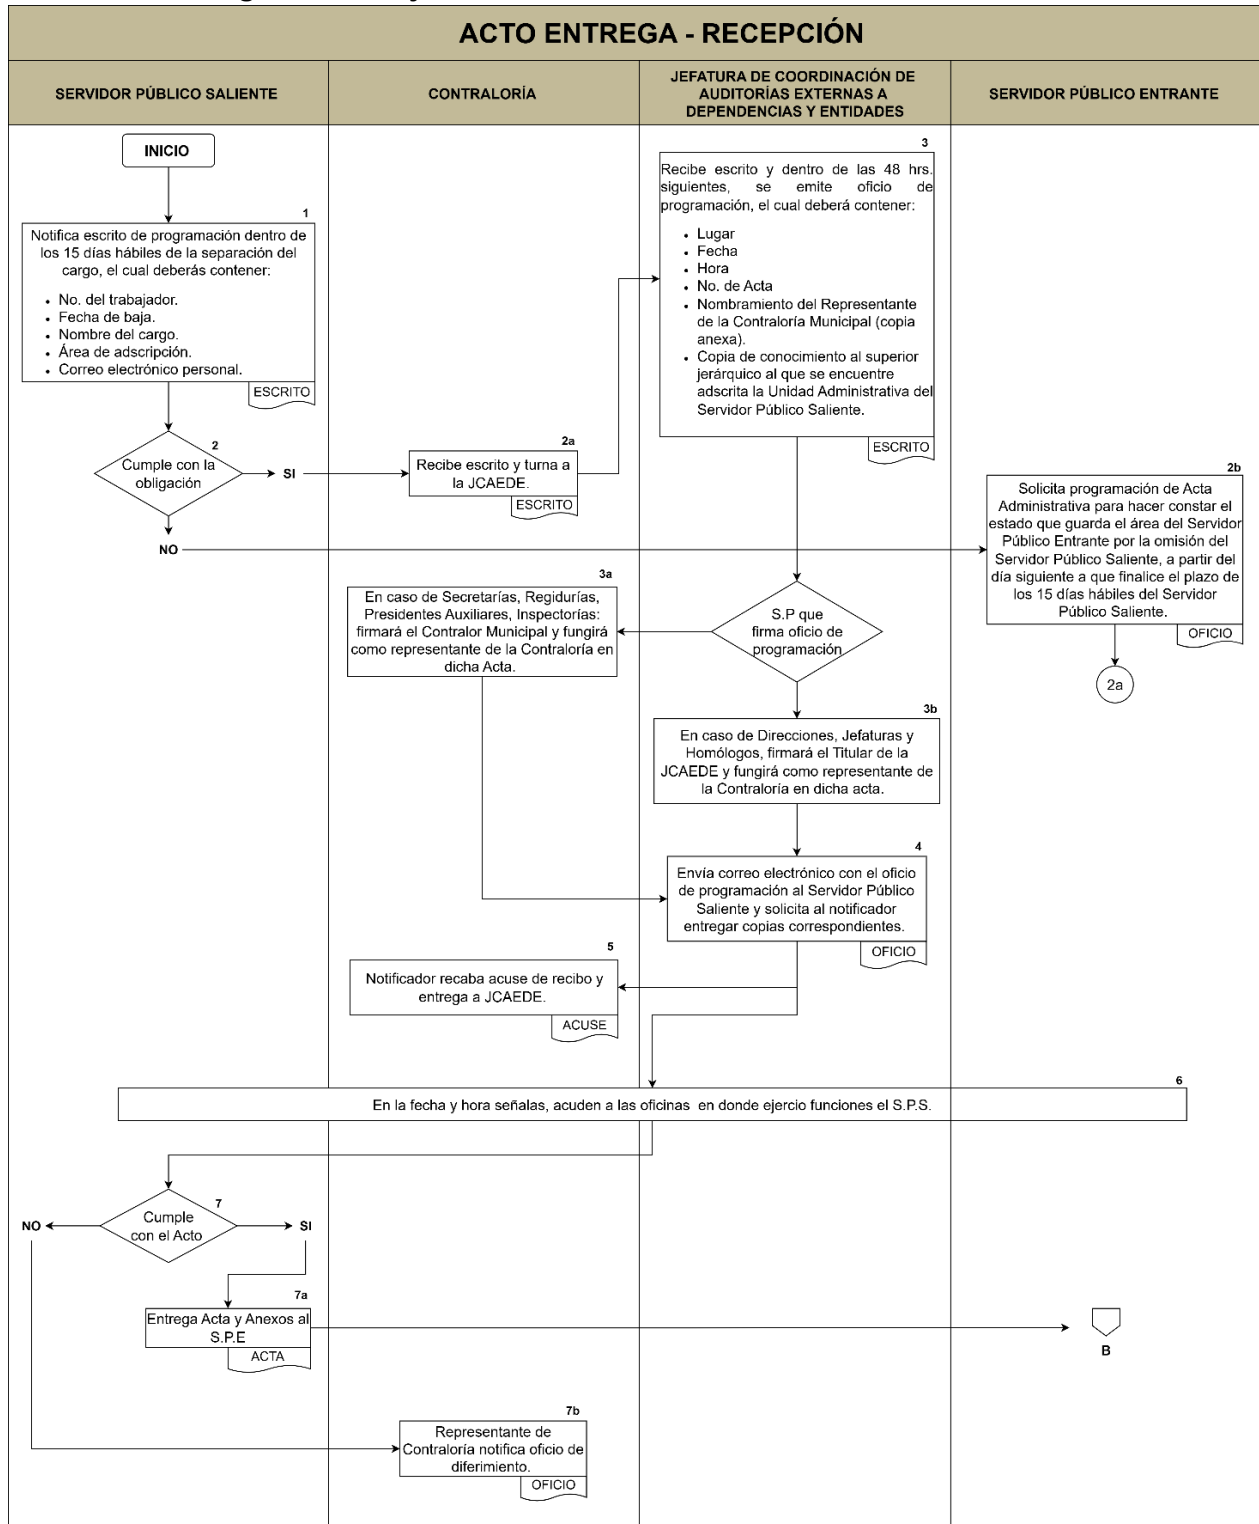 ACTO ENTREGA - RECEPCIÓN
SERVIDOR PÚBLICO SALIENTE
CONTRALORÍA
JEFATURA DE COORDINACIÓN DE
AUDITORÍAS EXTERNAS A
DEPENDENCIAS Y ENTIDADES
SERVIDOR PÚBLICO ENTRANTE
INICIO
1
Notifica escrito de programación dentro de
los 15 días hábiles de la separación del
cargo, el cual deberás contener:
• No. del trabajador.
• Fecha de baja.
• Nombre del cargo.
• Área de adscripción.
• Correo electrónico personal.
ESCRITO
3
Recibe escrito y dentro de las 48 hrs.
siguientes, se emite oficio de
programación, el cual deberá contener:
• Lugar
• Fecha
• Hora
• No. de Acta
• Nombramiento del Representante
de la Contraloría Municipal (copia
anexa).
• Copia de conocimiento al superior
jerárquico al que se encuentre
adscrita la Unidad Administrativa del
Servidor Público Saliente.
ESCRITO
2
Cumple con la
obligación
SI
NO
2a
Recibe escrito y turna a
la JCAEDE.
ESCRITO
2b
Solicita programación de Acta
Administrativa para hacer constar el
estado que guarda el área del Servidor
Público Entrante por la omisión del
Servidor Público Saliente, a partir del
día siguiente a que finalice el plazo de
los 15 días hábiles del Servidor
Público Saliente.
OFICIO
2a
3a
En caso de Secretarías, Regidurías,
Presidentes Auxiliares, Inspectorías:
firmará el Contralor Municipal y fungirá
como representante de la Contraloría en
dicha Acta.
S.P que
firma oficio de
programación
3b
En caso de Direcciones, Jefaturas y
Homólogos, firmará el Titular de la
JCAEDE y fungirá como representante de
la Contraloría en dicha acta.
4
Envía correo electrónico con el oficio
de programación al Servidor Público
Saliente y solicita al notificador
entregar copias correspondientes.
OFICIO
5
Notificador recaba acuse de recibo y
entrega a JCAEDE.
ACUSE
6
En la fecha y hora señalas, acuden a las oficinas en donde ejercio funciones el S.P.S.
7
Cumple
con el Acto
NO
SI
7a
Entrega Acta y Anexos al
S.P.E
ACTA
B
7b
Representante de
Contraloría notifica oficio de
diferimiento.
OFICIO